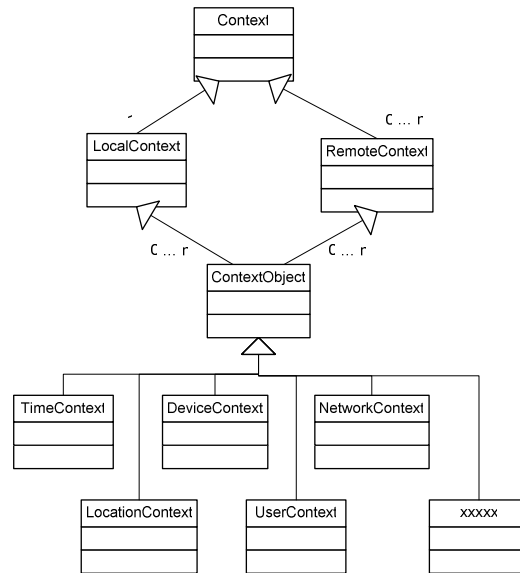 Context
C ... r
LocalContext
RemoteContext
C ... r
C ... r
ContextObject
TimeContext
DeviceContext
NetworkContext
LocationContext
UserContext
xxxxx